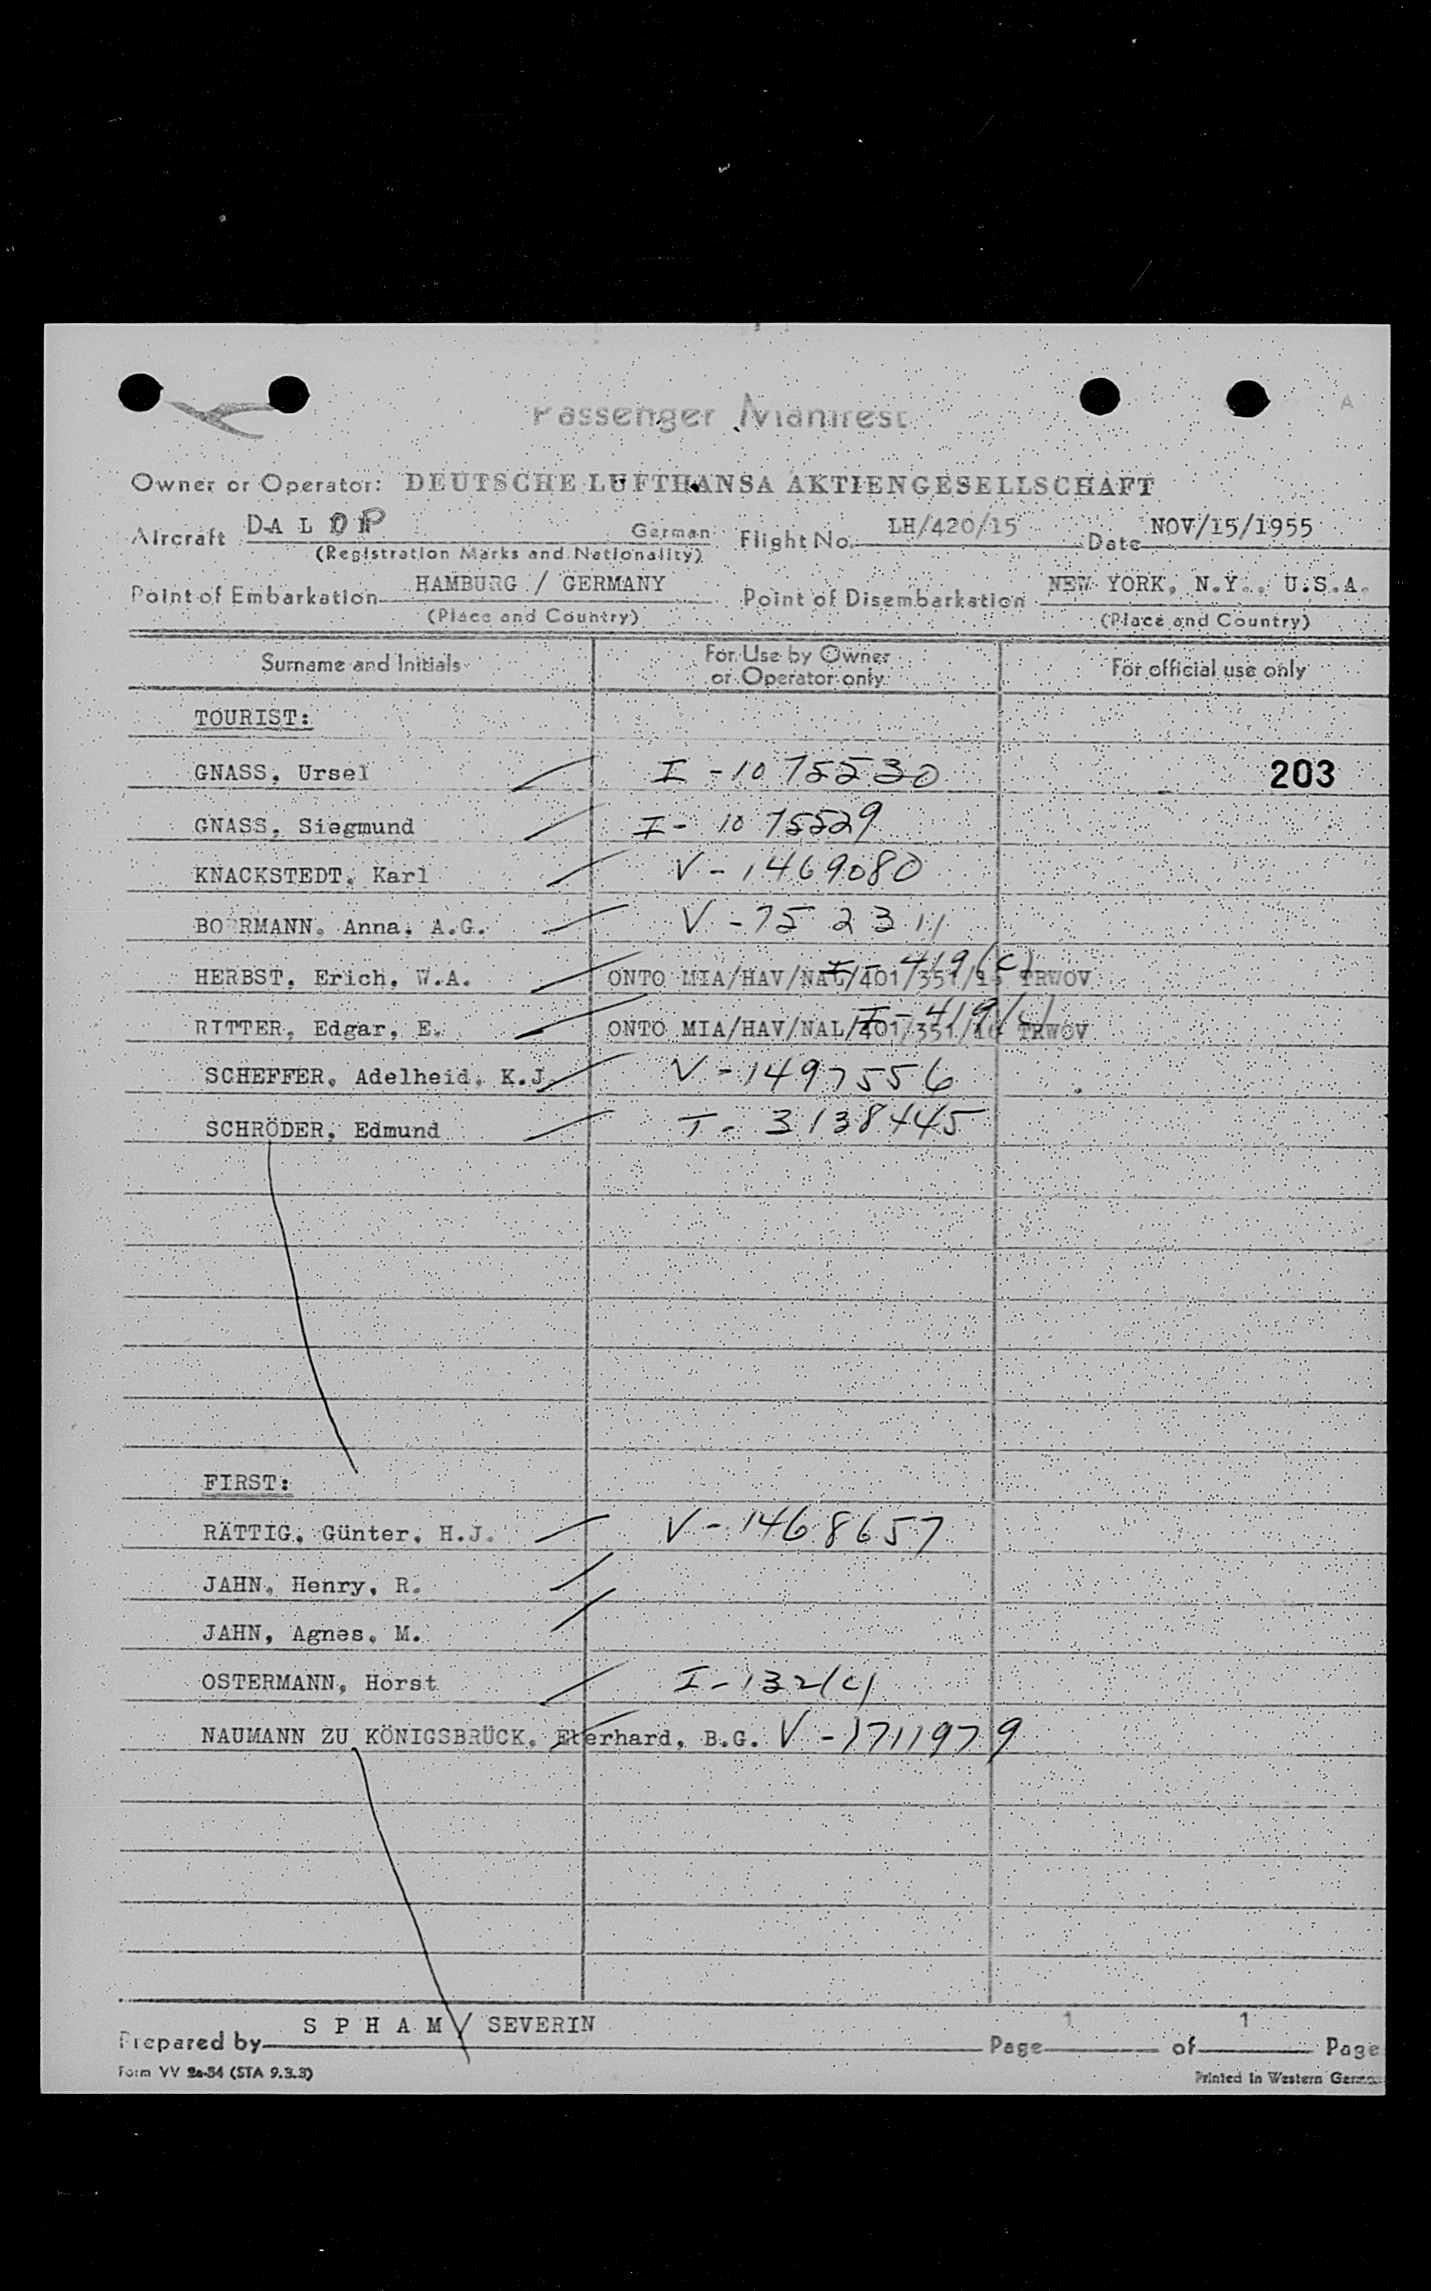 Passenger Manifest
A
Owner or Operator: DEUTSCHE LUFTHANSA AKTIENGESELLSCHAFT
Aircraft DALOP German Flight No. LH/420/15 Date NOV/15/1955
(Registration Marks and Nationality)
Point of Embarkation HAMBURG / GERMANY Point of Disembarkation NEW YORK, N.Y., U.S.A.
(Place and Country) (Place and Country)
Surname and Initials For Use by Owner or Operator only For official use only
TOURIST:
GNASS, Ursel I - 1075530 203
GNASS, Siegmund I - 1075529
KNACKSTEDT, Karl V - 1469080
BO RMANN, Anna, A.G. V - 752311
HERBST, Erich, W.A. ONTO MIA/HAV/NAL/401/351/ TRWOV I - 419(c)
RITTER, Edgar, E. ONTO MIA/HAV/NAL/401/351/ TRWOV I - 419(c)
SCHEFFER, Adelheid, K.J V - 1497556
SCHRÖDER, Edmund T - 3138445
FIRST:
RÄTTIG, Günter, H.J. V - 1468657
JAHN, Henry, R.
JAHN, Agnes, M.
OSTERMANN, Horst I - 132(c)
NAUMANN ZU KÖNIGSBRÜCK, Eberhard, B.G. V - 1711979
Prepared by S P H A M / SEVERIN Page 1 of 1 Page
Form VV 2a-54 (STA 9.3.3) Printed in Western